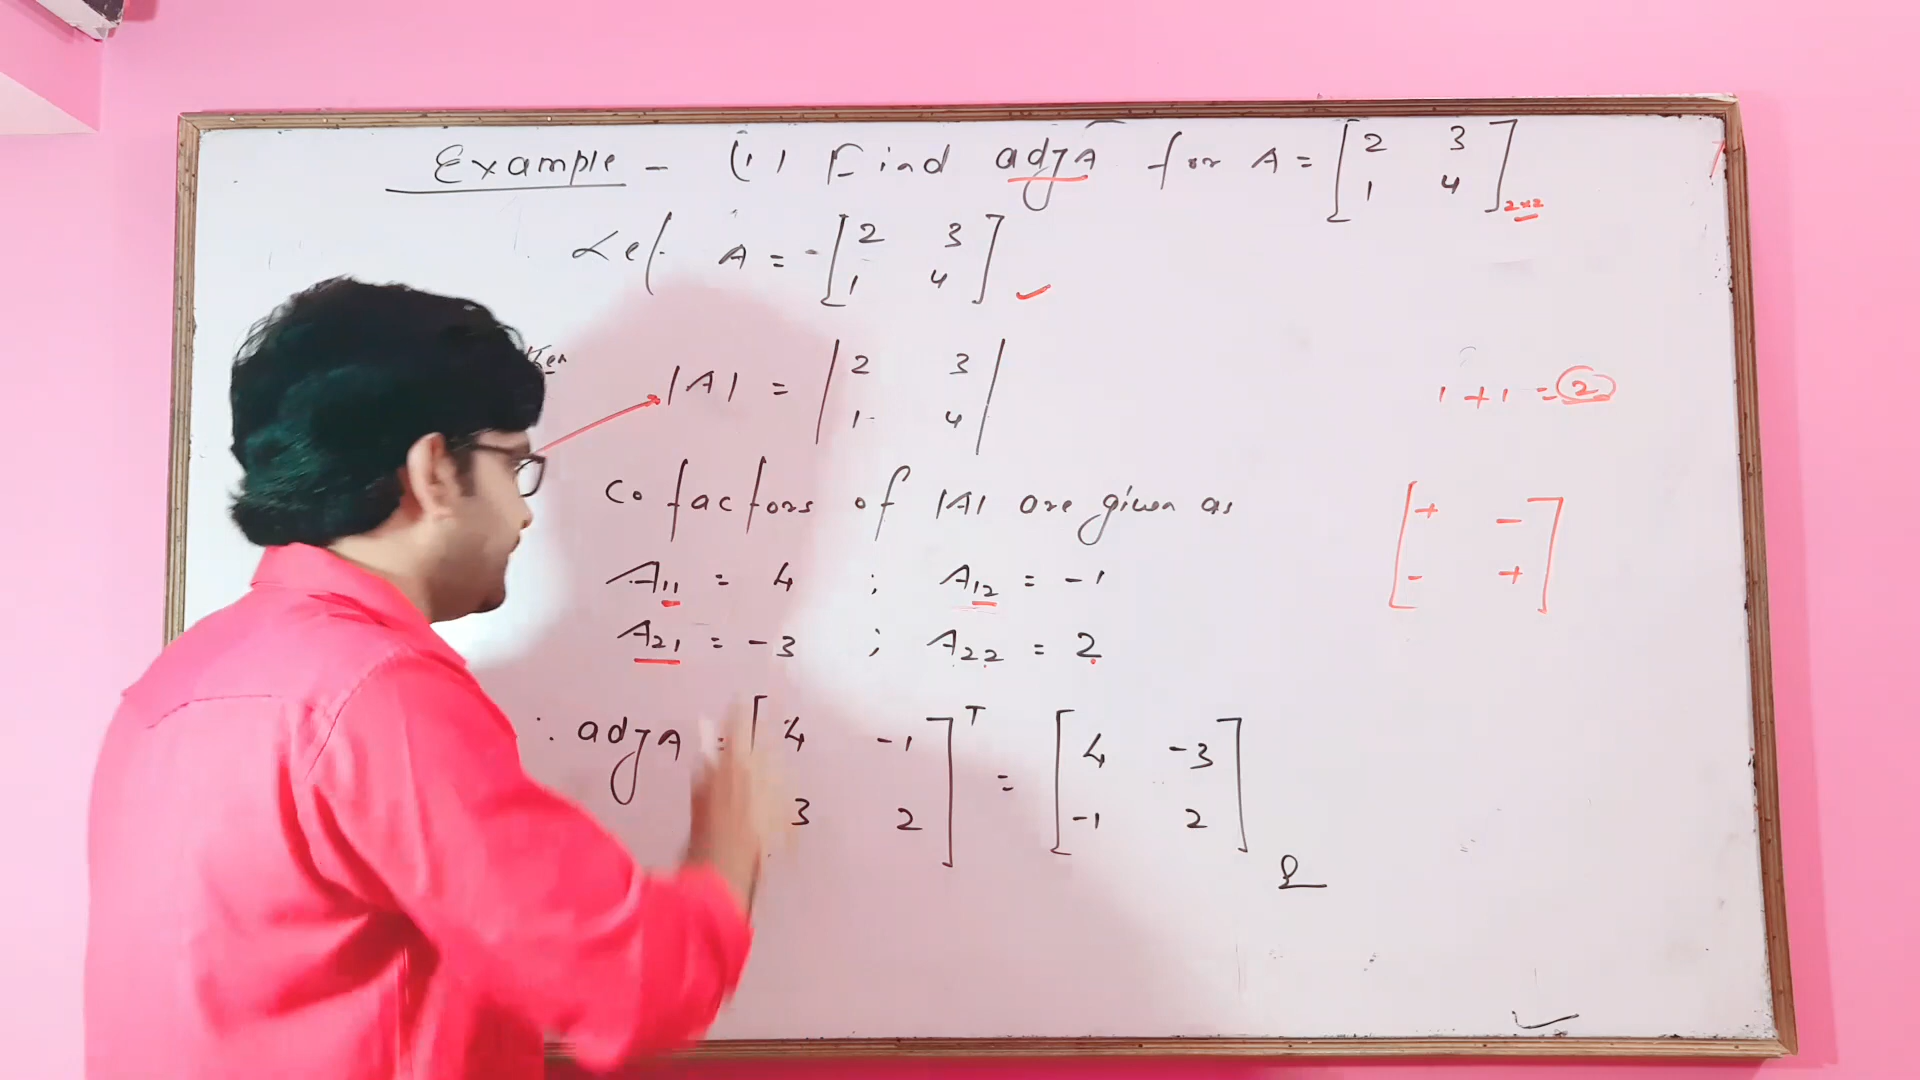 Example - (i) Find adjA for A = [2 3
1 4]2×2
Let A = [2 3
1 4]
|A| = |2 3
1 4|
1 + 1 = 2
Cofactors of |A| are given as
[+ -
- +]
A11 = 4 ; A12 = -1
A21 = -3 ; A22 = 2
∴ adjA = [4 -1
3 2]T = [4 -3
-1 2]